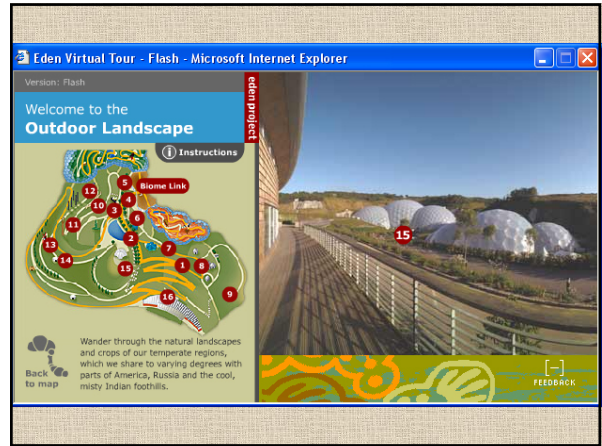 Eden Virtual Tour - Flash - Microsoft Internet Explorer
Version: Flash
eden project
Welcome to the
Outdoor Landscape
i Instructions
12
5
Biome Link
10
3
4
11
6
2
7
13
14
15
1
8
9
16
15
Back
to map
Wander through the natural landscapes
and crops of our temperate regions,
which we share to varying degrees with
parts of America, Russia and the cool,
misty Indian foothills.
[-]
FEEDBACK